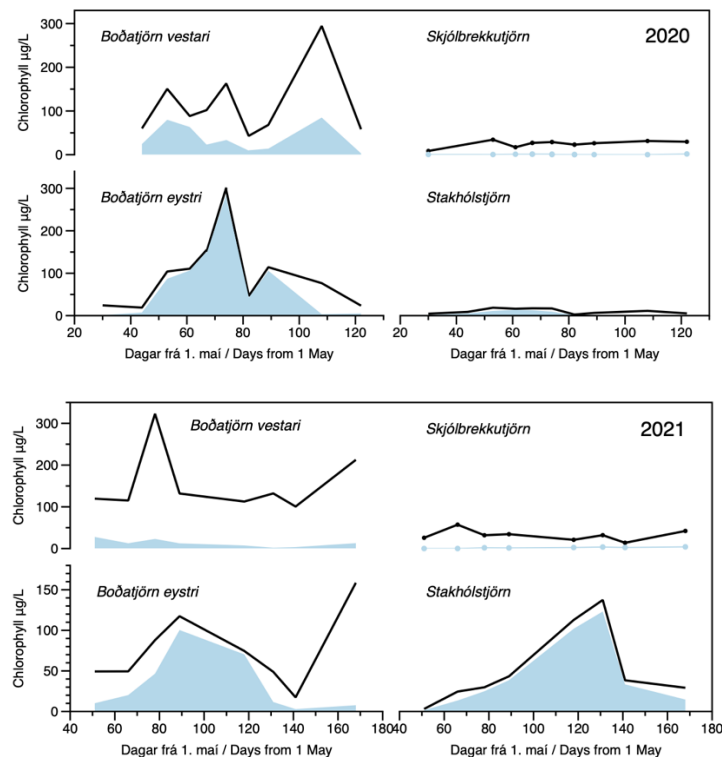 Boðatjörn vestari
Skjólbrekkutjörn
2020
Chlorophyll µg/L
300
200
100
0
Boðatjörn eystri
Stakhólstjörn
Chlorophyll µg/L
300
200
100
0
20 40 60 80 100 120
20 40 60 80 100 120
Dagar frá 1. maí / Days from 1 May
Dagar frá 1. maí / Days from 1 May
Boðatjörn vestari
Skjólbrekkutjörn
2021
Chlorophyll µg/L
300
200
100
0
Boðatjörn eystri
Stakhólstjörn
Chlorophyll µg/L
150
100
50
0
40 60 80 100 120 140 160 180
40 60 80 100 120 140 160 180
Dagar frá 1. maí / Days from 1 May
Dagar frá 1. maí / Days from 1 May